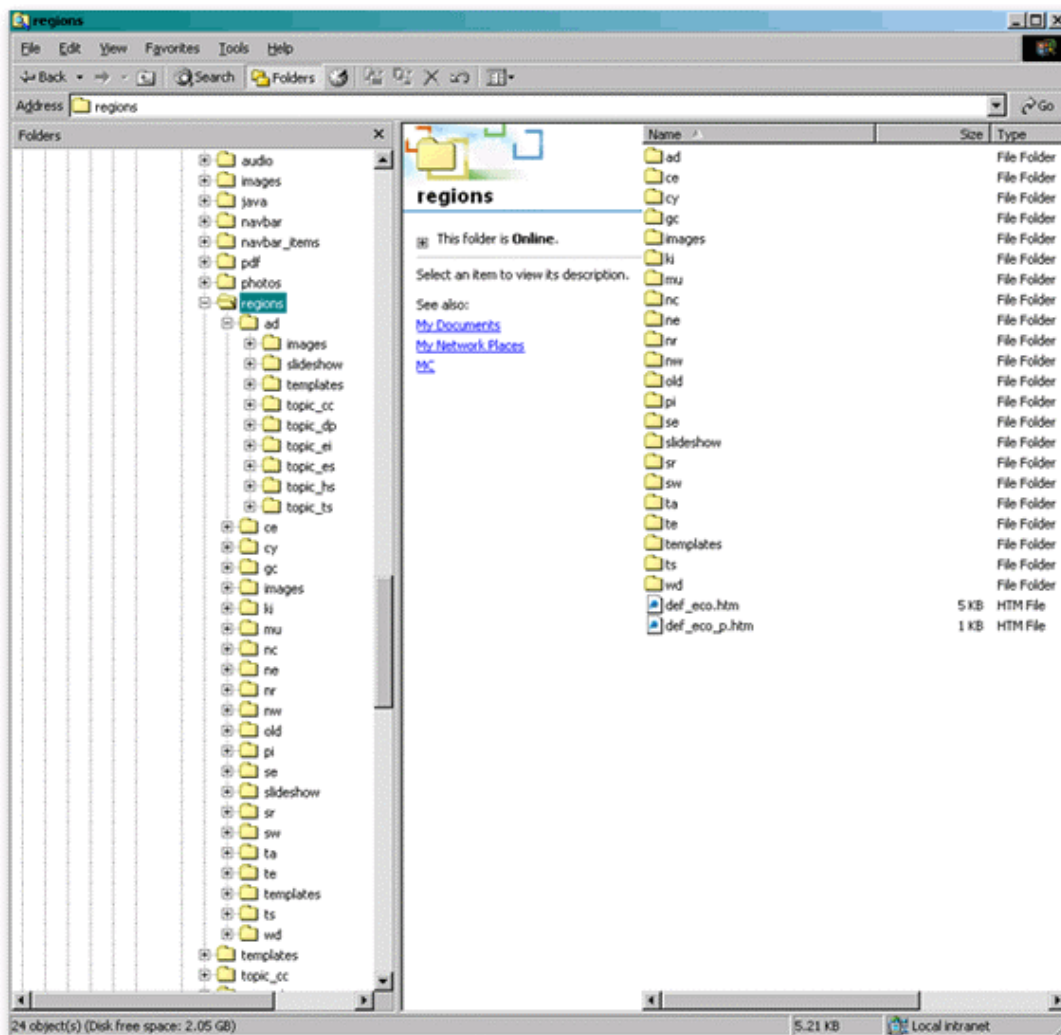 regions
File Edit View Favorites Tools Help
Back Search Folders
Address regions Go
Folders
audio
images
java
navbar
navbar_items
pdf
photos
regions
ad
images
slideshow
templates
topic_cc
topic_dp
topic_ei
topic_es
topic_hs
topic_ts
ce
cy
gc
images
ki
mu
nc
ne
nr
nw
old
pi
se
slideshow
sr
sw
ta
te
templates
ts
wd
templates
topic_cc
regions
This folder is Online.
Select an item to view its description.
See also:
My Documents
My Network Places
MC
Name Size Type
ad File Folder
ce File Folder
cy File Folder
gc File Folder
images File Folder
ki File Folder
mu File Folder
nc File Folder
ne File Folder
nr File Folder
nw File Folder
old File Folder
pi File Folder
se File Folder
slideshow File Folder
sr File Folder
sw File Folder
ta File Folder
te File Folder
templates File Folder
ts File Folder
wd File Folder
def_eco.htm 5 KB HTM File
def_eco_p.htm 1 KB HTM File
24 object(s) (Disk free space: 2.05 GB) 5.21 KB Local intranet